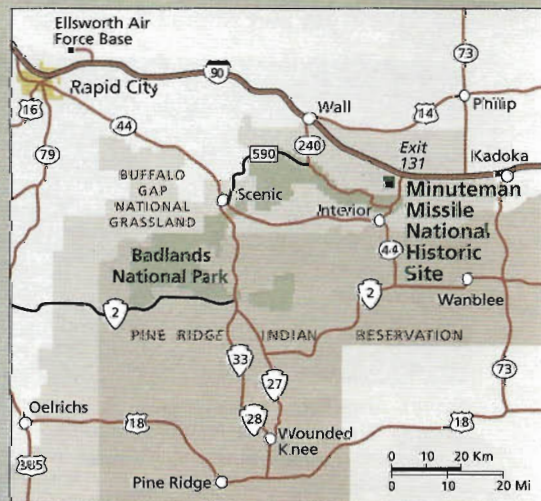 Ellsworth Air
Force Base
Rapid City
90
73
16
44
79
Wall
14
Philip
240
Exit
131
590
Kadoka
BUFFALO
GAP
NATIONAL
GRASSLAND
Scenic
Interior
Minuteman
Missile
National
Historic
Site
44
Badlands
National Park
2
2
Wanblee
PINE RIDGE INDIAN RESERVATION
33
27
73
Oelrichs
18
28
18
Wounded
Knee
385
Pine Ridge
0 10 20 Km
0 10 20 Mi